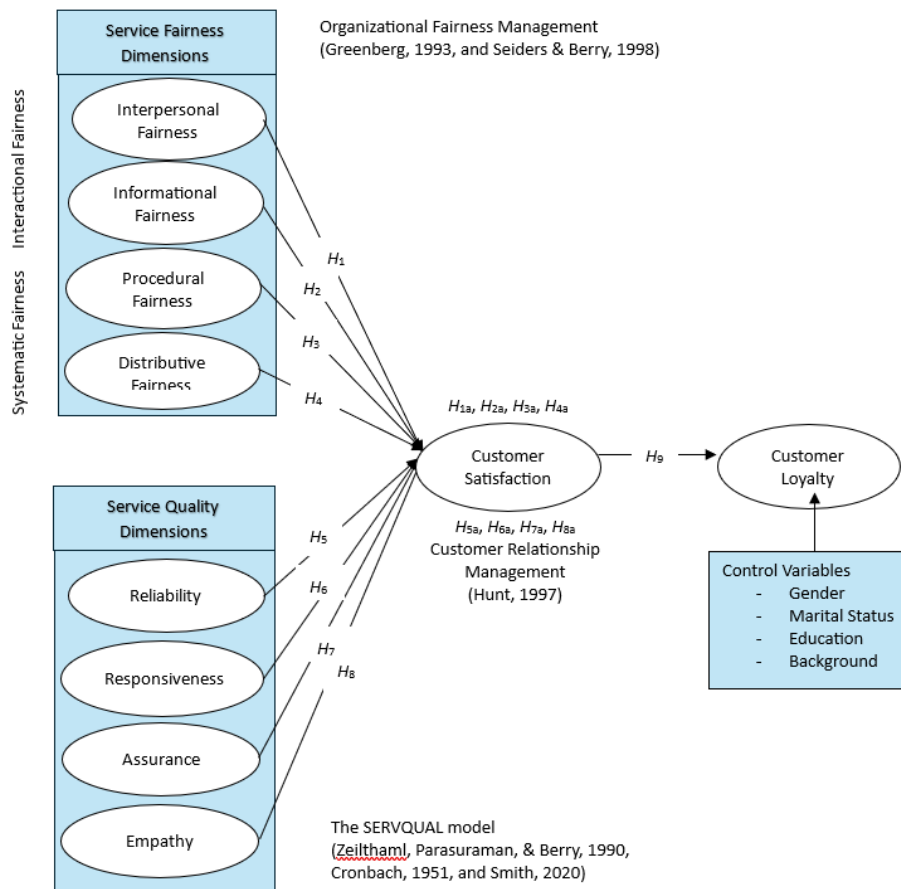 Service Fairness
Dimensions
Organizational Fairness Management
(Greenberg, 1993, and Seiders & Berry, 1998)
Interactional Fairness
Systematic Fairness
Interpersonal
Fairness
Informational
Fairness
Procedural
Fairness
Distributive
Fairness
H1
H2
H3
H4
H1a, H2a, H3a, H4a
Customer
Satisfaction
H5a, H6a, H7a, H8a
Customer Relationship
Management
(Hunt, 1997)
H9
Customer
Loyalty
Control Variables
- Gender
- Marital Status
- Education
- Background
Service Quality
Dimensions
Reliability
Responsiveness
Assurance
Empathy
H5
H6
H7
H8
The SERVQUAL model
(Zeilthaml, Parasuraman, & Berry, 1990,
Cronbach, 1951, and Smith, 2020)